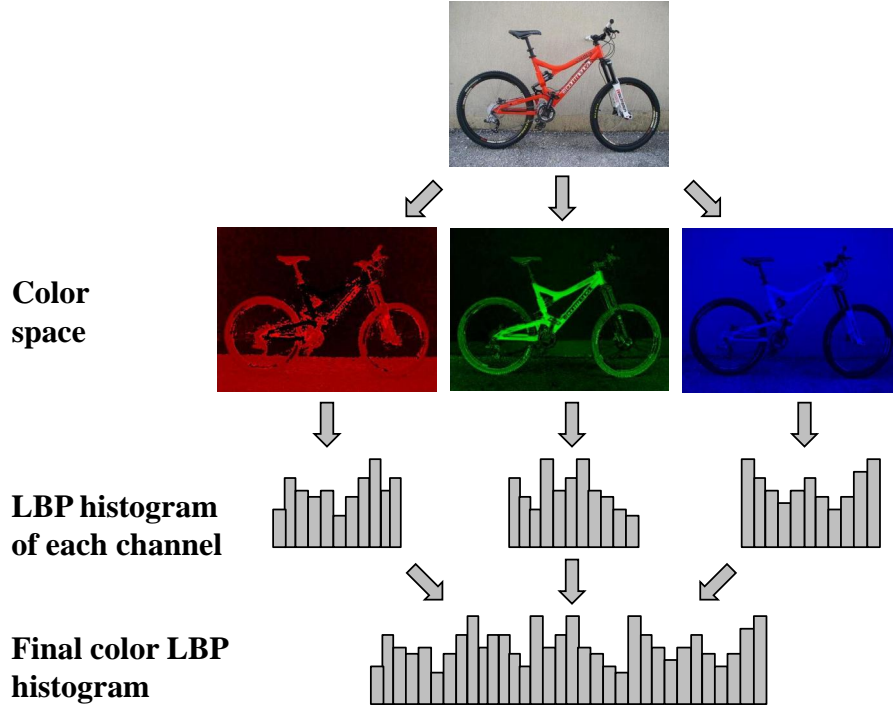 Color
space
LBP histogram
of each channel
Final color LBP
histogram